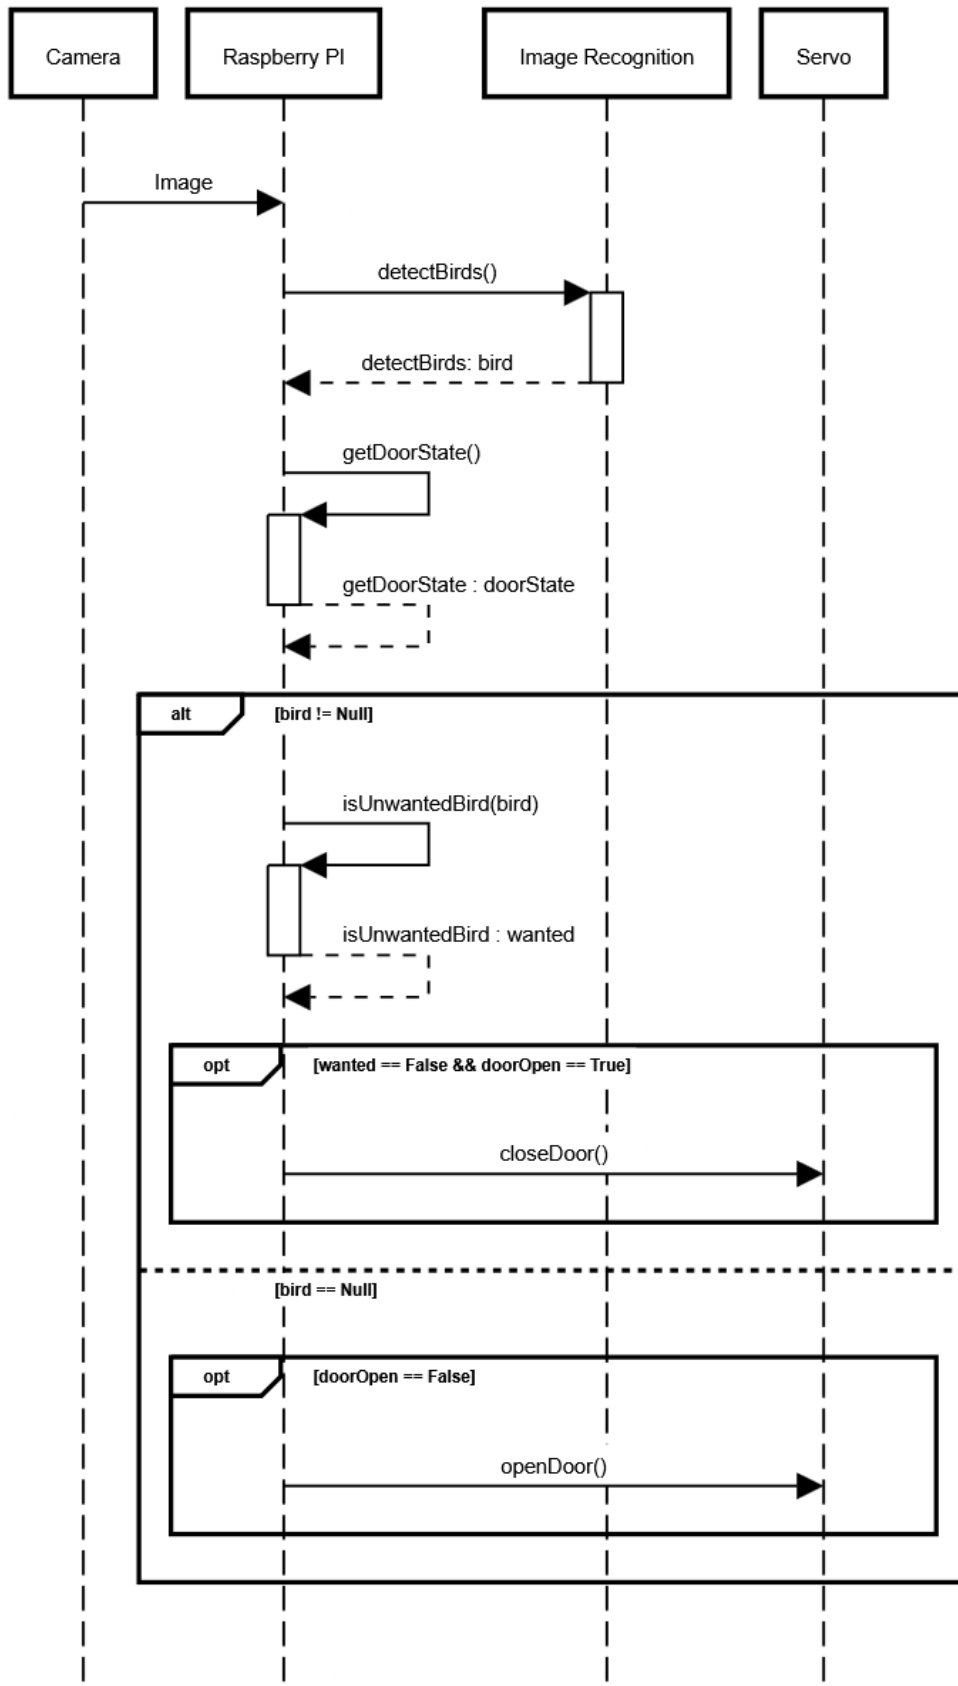 Camera
Raspberry PI
Image Recognition
Servo
Image
detectBirds()
detectBirds: bird
getDoorState()
getDoorState : doorState
alt
[bird != Null]
isUnwantedBird(bird)
isUnwantedBird : wanted
opt
[wanted == False && doorOpen == True]
closeDoor()
[bird == Null]
opt
[doorOpen == False]
openDoor()